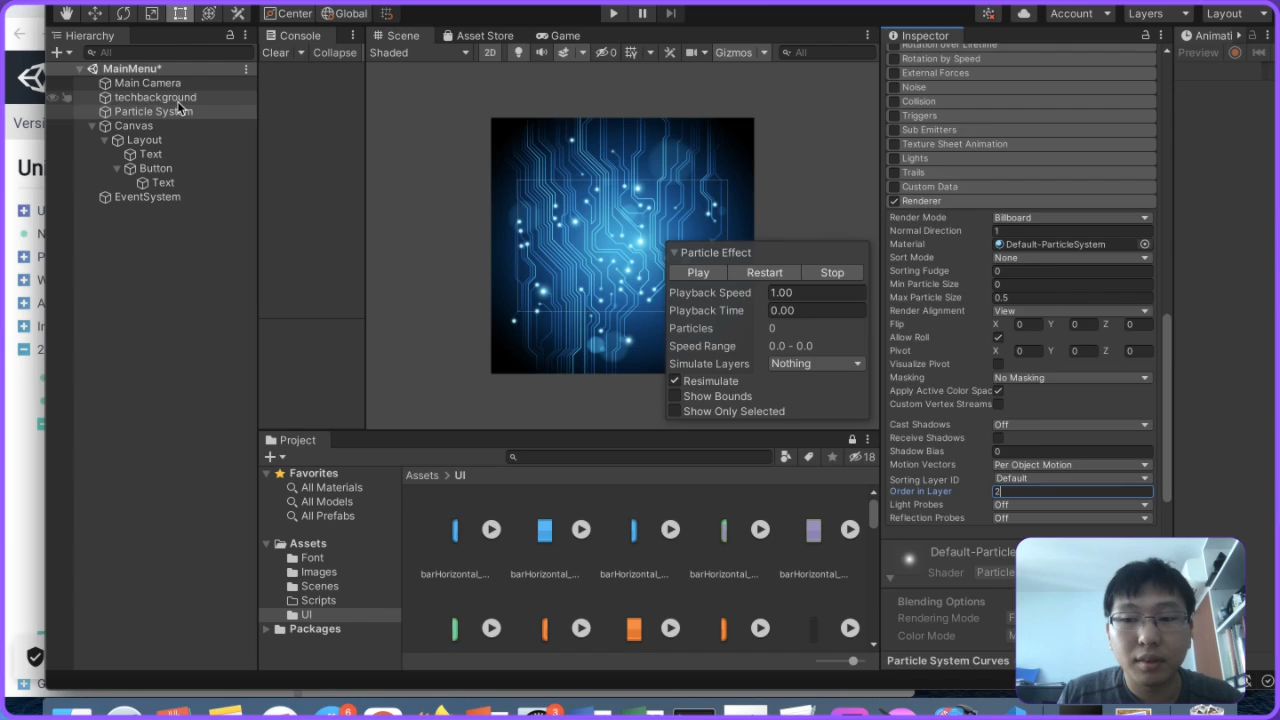 Center
Global
Account
Layers
Layout
Hierarchy
Console
Scene
Asset Store
Game
Inspector
Animati
All
Clear
Collapse
Shaded
2D
0
Gizmos
All
Preview
MainMenu*
Main Camera
techbackground
Particle System
Canvas
Layout
Text
Button
Text
EventSystem
Versi
Uni
U
N
P
W
A
In
2
G
Particle Effect
Play
Restart
Stop
Playback Speed
1.00
Playback Time
0.00
Particles
0
Speed Range
0.0 - 0.0
Simulate Layers
Nothing
Resimulate
Show Bounds
Show Only Selected
Rotation over Lifetime
Rotation by Speed
External Forces
Noise
Collision
Triggers
Sub Emitters
Texture Sheet Animation
Lights
Trails
Custom Data
Renderer
Render Mode
Billboard
Normal Direction
1
Material
Default-ParticleSystem
Sort Mode
None
Sorting Fudge
0
Min Particle Size
0
Max Particle Size
0.5
Render Alignment
View
Flip
X 0 Y 0 Z 0
Allow Roll
Pivot
X 0 Y 0 Z 0
Visualize Pivot
Masking
No Masking
Apply Active Color Spac
Custom Vertex Streams
Cast Shadows
Off
Receive Shadows
Shadow Bias
0
Motion Vectors
Per Object Motion
Sorting Layer ID
Default
Order in Layer
2
Light Probes
Off
Reflection Probes
Off
Default-Particle
Shader
Particle
Blending Options
Rendering Mode
Color Mode
Particle System Curves
Project
18
Favorites
All Materials
All Models
All Prefabs
Assets
Font
Images
Scenes
Scripts
UI
Packages
Assets > UI
barHorizontal_...
barHorizontal_...
barHorizontal_...
barHorizontal_...
barHorizontal_...
6
3